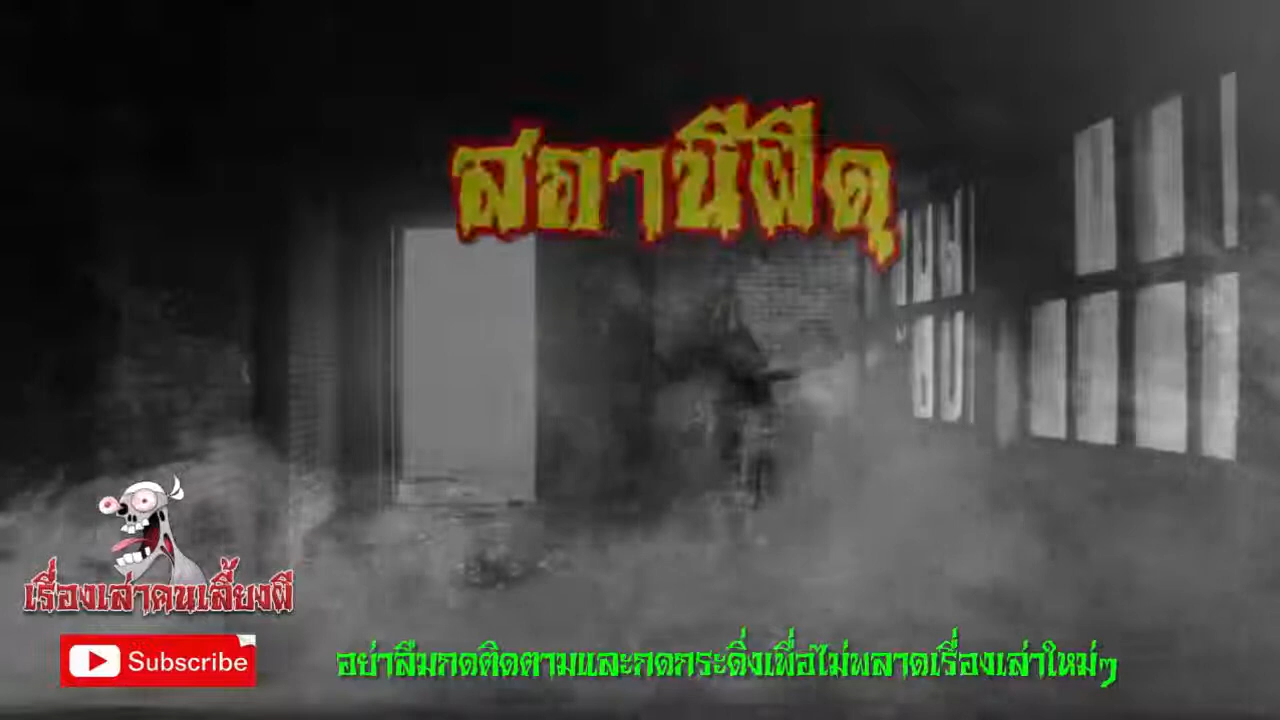 สถานีผีดุ
เรื่องเล่าคนเลี้ยงผี
Subscribe
อย่าลืมกดติดตามและกดกระดิ่งเพื่อไม่พลาดเรื่องเล่าใหม่ๆ